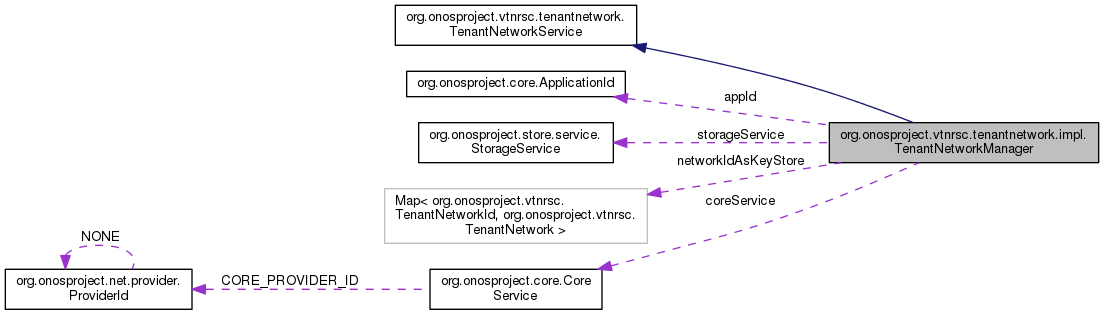 org.onosproject.vtnrsc.tenantnetwork.
TenantNetworkService
org.onosproject.core.ApplicationId
appId
org.onosproject.vtnrsc.tenantnetwork.impl.
TenantNetworkManager
org.onosproject.store.service.
StorageService
storageService
networkIdAsKeyStore
Map< org.onosproject.vtnrsc.
TenantNetworkId, org.onosproject.vtnrsc.
TenantNetwork >
coreService
NONE
org.onosproject.net.provider.
ProviderId
CORE_PROVIDER_ID
org.onosproject.core.Core
Service